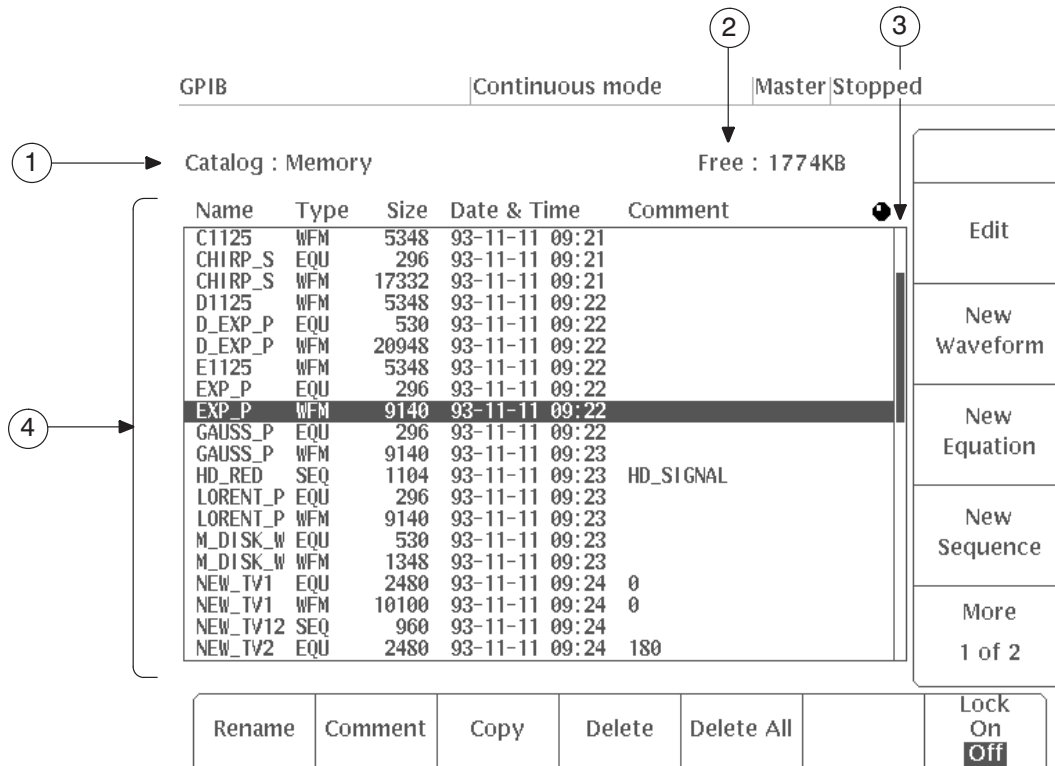 2 3
GPIB Continuous mode Master Stopped
1 Catalog : Memory Free : 1774KB
Name Type Size Date & Time Comment
C1125 WFM 5348 93-11-11 09:21
CHIRP_S EQU 296 93-11-11 09:21
CHIRP_S WFM 17332 93-11-11 09:21
D1125 WFM 5348 93-11-11 09:22
D_EXP_P EQU 530 93-11-11 09:22
D_EXP_P WFM 20948 93-11-11 09:22
E1125 WFM 5348 93-11-11 09:22
EXP_P EQU 296 93-11-11 09:22
EXP_P WFM 9140 93-11-11 09:22
4
GAUSS_P EQU 296 93-11-11 09:22
GAUSS_P WFM 9140 93-11-11 09:23
HD_RED SEQ 1104 93-11-11 09:23 HD_SIGNAL
LORENT_P EQU 296 93-11-11 09:23
LORENT_P WFM 9140 93-11-11 09:23
M_DISK_W EQU 530 93-11-11 09:23
M_DISK_W WFM 1348 93-11-11 09:23
NEW_TV1 EQU 2480 93-11-11 09:24 0
NEW_TV1 WFM 10100 93-11-11 09:24 0
NEW_TV12 SEQ 960 93-11-11 09:24
NEW_TV2 EQU 2480 93-11-11 09:24 180
Edit
New
Waveform
New
Equation
New
Sequence
More
1 of 2
Rename Comment Copy Delete Delete All
Lock
On
Off